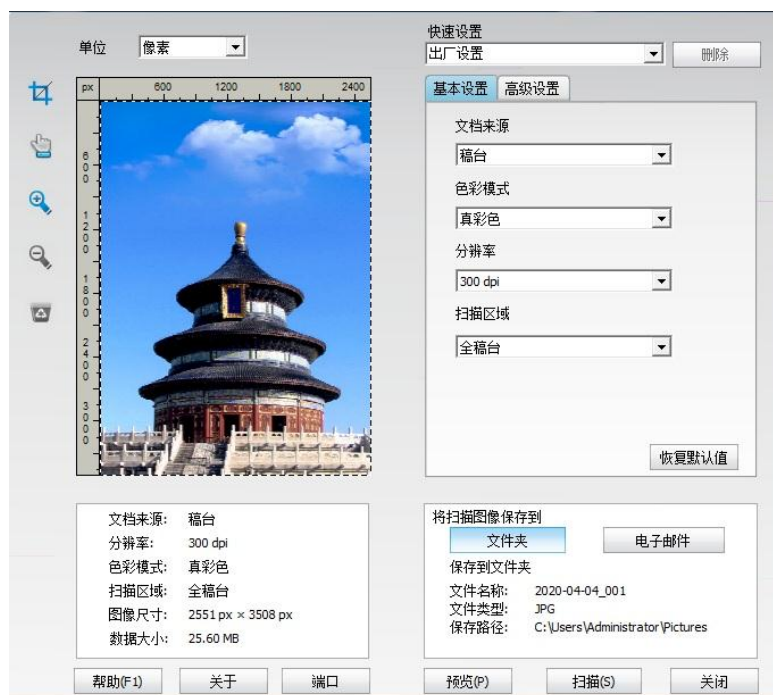 单位 像素
px 600 1200 1800 2400
600
1200
1800
2400
3000
快速设置
出厂设置 删除
基本设置 高级设置
文档来源
稿台
色彩模式
真彩色
分辨率
300 dpi
扫描区域
全稿台
恢复默认值
文档来源: 稿台
分辨率: 300 dpi
色彩模式: 真彩色
扫描区域: 全稿台
图像尺寸: 2551 px × 3508 px
数据大小: 25.60 MB
将扫描图像保存到
文件夹 电子邮件
保存到文件夹
文件名称: 2020-04-04_001
文件类型: JPG
保存路径: C:\Users\Administrator\Pictures
帮助(F1) 关于 端口 预览(P) 扫描(S) 关闭